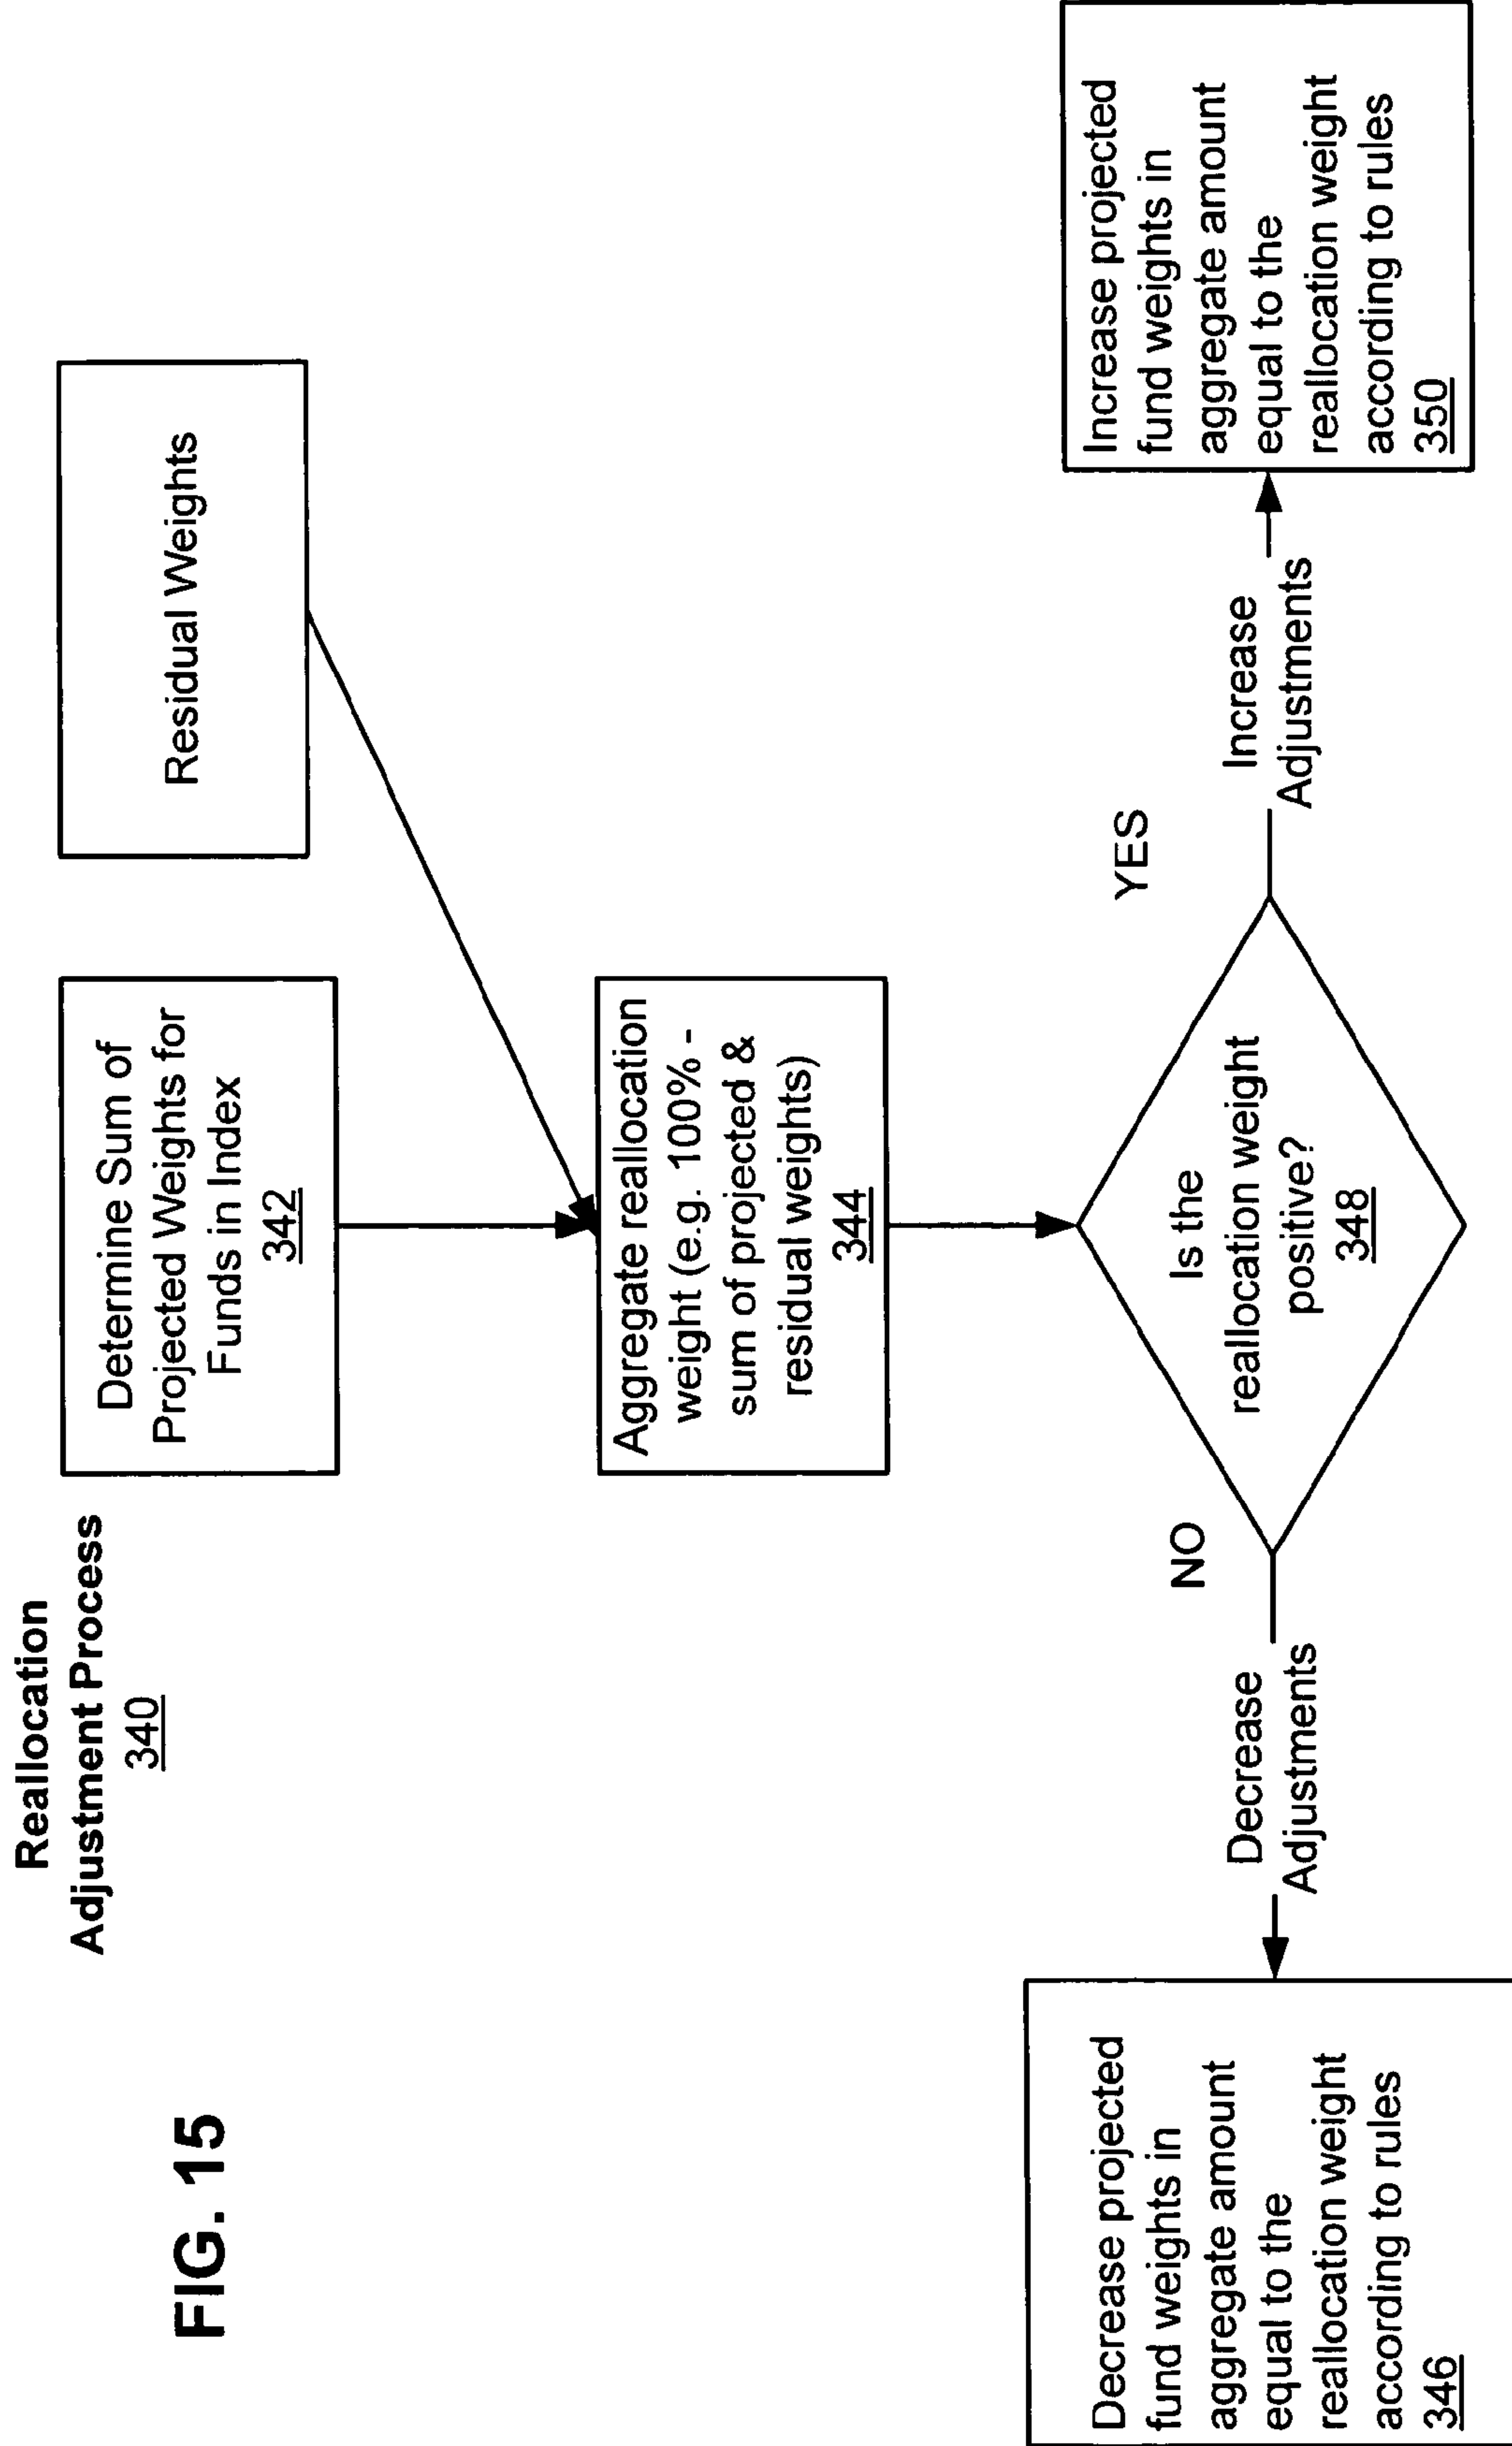 FIG. 15
Reallocation
Adjustment Process
340
Determine Sum of
Projected Weights for
Funds in Index
342
Residual Weights
Aggregate reallocation
weight (e.g. 100% -
sum of projected &
residual weights)
344
Is the
reallocation weight
positive?
348
NO
YES
Decrease
Adjustments
Increase
Adjustments
Decrease projected
fund weights in
aggregate amount
equal to the
reallocation weight
according to rules
346
Increase projected
fund weights in
aggregate amount
equal to the
reallocation weight
according to rules
350